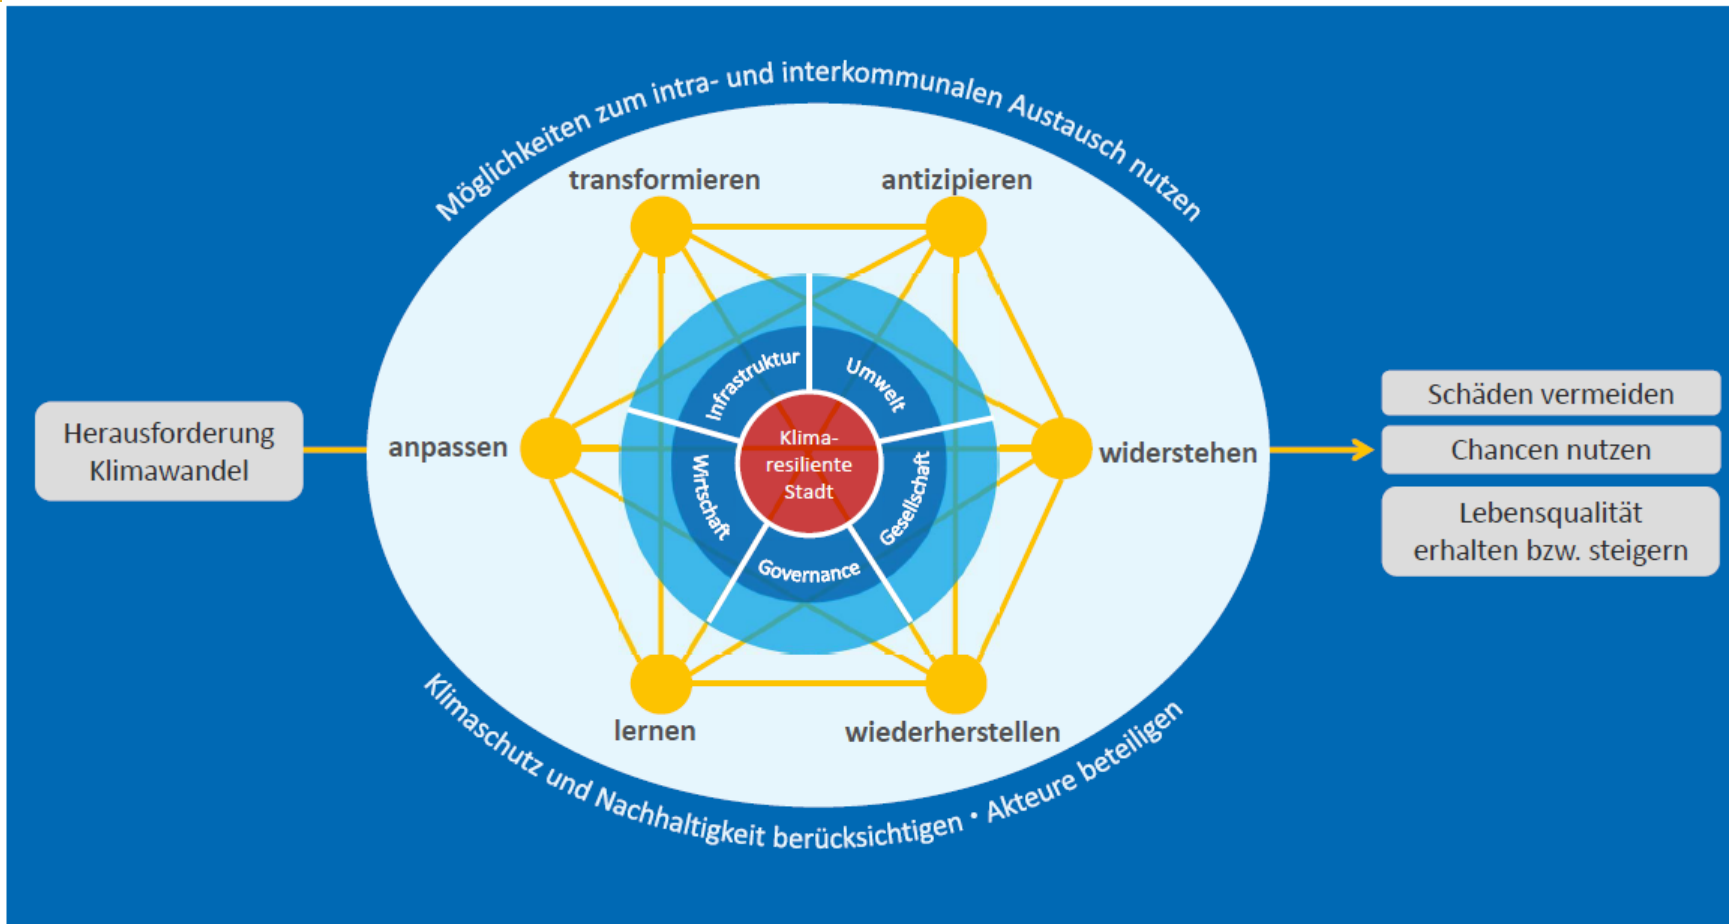 Möglichkeiten zum intra- und interkommunalen Austausch nutzen
transformieren
antizipieren
Herausforderung
Klimawandel
anpassen
Infrastruktur
Umwelt
Wirtschaft
Gesellschaft
Governance
Klima-
resiliente
Stadt
widerstehen
lernen
wiederherstellen
Klimaschutz und Nachhaltigkeit berücksichtigen • Akteure beteiligen
Schäden vermeiden
Chancen nutzen
Lebensqualität
erhalten bzw. steigern